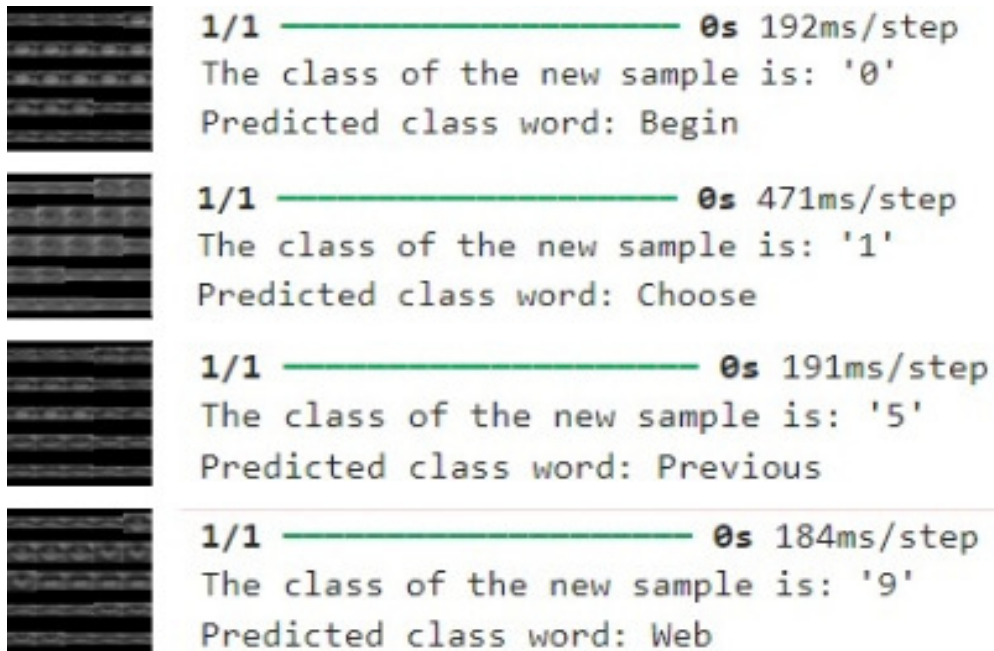 1/1 ━━━━━━━━━━━━━━━━━━━━ 0s 192ms/step
The class of the new sample is: '0'
Predicted class word: Begin
1/1 ━━━━━━━━━━━━━━━━━━━━ 0s 471ms/step
The class of the new sample is: '1'
Predicted class word: Choose
1/1 ━━━━━━━━━━━━━━━━━━━━ 0s 191ms/step
The class of the new sample is: '5'
Predicted class word: Previous
1/1 ━━━━━━━━━━━━━━━━━━━━ 0s 184ms/step
The class of the new sample is: '9'
Predicted class word: Web